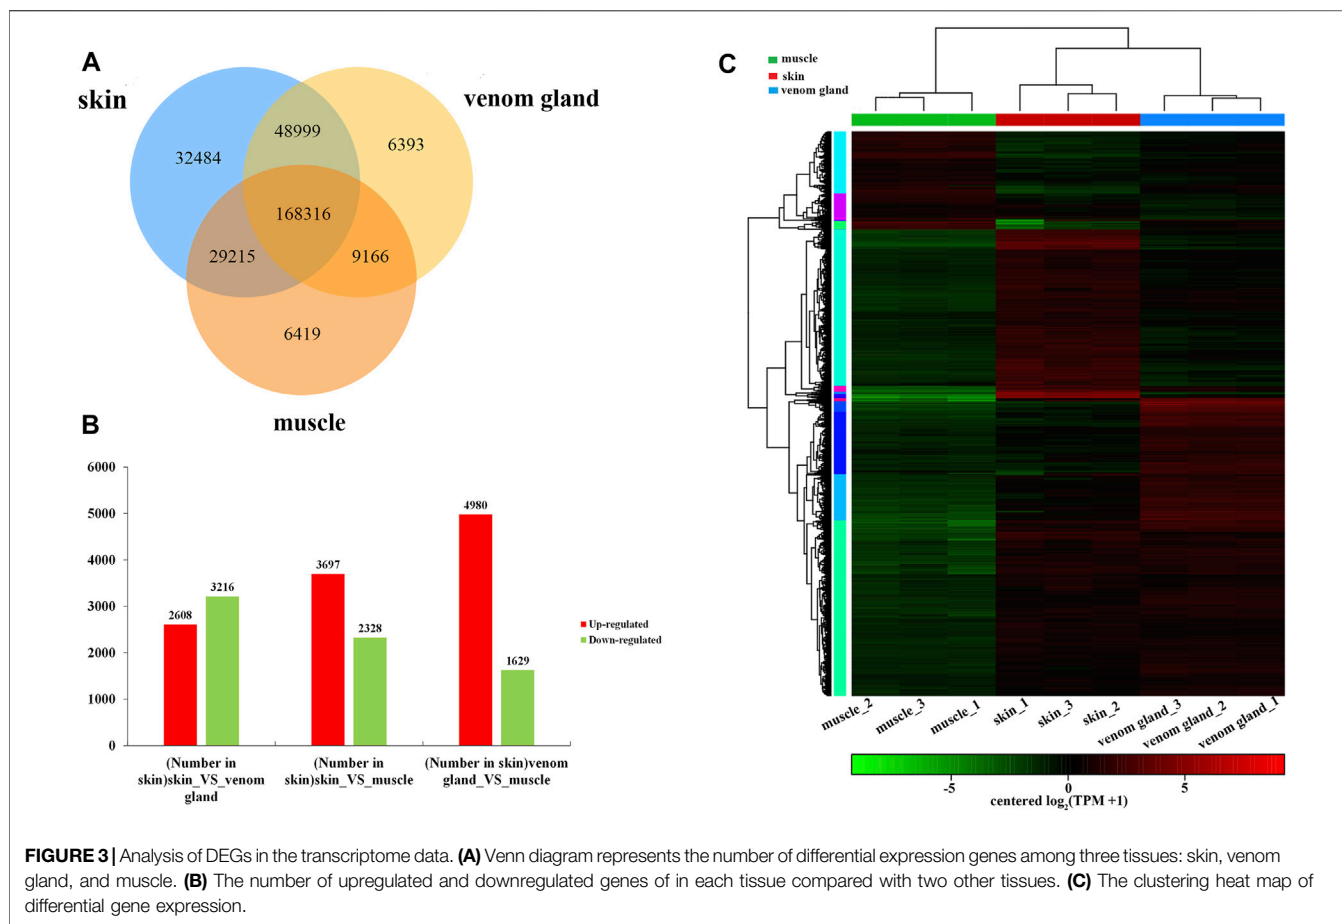 A
skin
venom gland
48999
32484
6393
168316
29215
9166
6419
muscle
B
6000
5000
4000
3000
2000
1000
0
2608
3216
3697
2328
4980
1629
Up-regulated
Down-regulated
(Number in
skin)skin_VS_venom
gland
(Number in
skin)skin_VS_muscle
(Number in skin)venom
gland_VS_muscle
C
muscle
skin
venom gland
muscle_2
muscle_3
muscle_1
skin_1
skin_3
skin_2
venom gland_3
venom gland_2
venom gland_1
-5
0
5
centered log₂(TPM +1)
FIGURE 3 | Analysis of DEGs in the transcriptome data. (A) Venn diagram represents the number of differential expression genes among three tissues: skin, venom
gland, and muscle. (B) The number of upregulated and downregulated genes of in each tissue compared with two other tissues. (C) The clustering heat map of
differential gene expression.